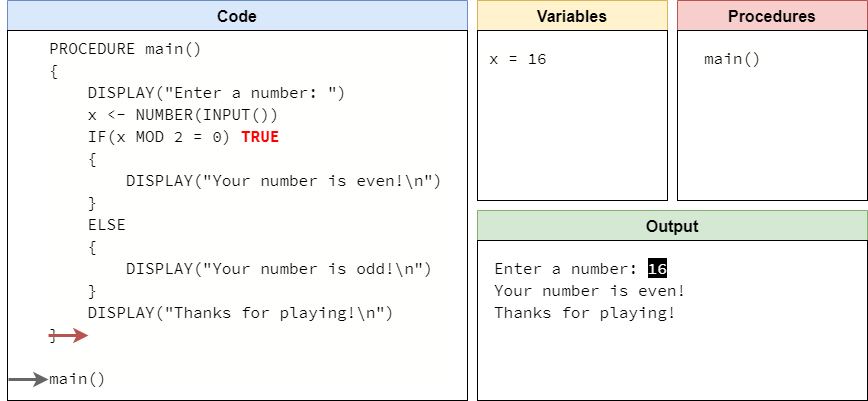 Code
PROCEDURE main()
{
DISPLAY("Enter a number: ")
x <- NUMBER(INPUT())
IF(x MOD 2 = 0) TRUE
{
DISPLAY("Your number is even!\n")
}
ELSE
{
DISPLAY("Your number is odd!\n")
}
DISPLAY("Thanks for playing!\n")
}
main()
Variables
x = 16
Procedures
main()
Output
Enter a number: 16
Your number is even!
Thanks for playing!